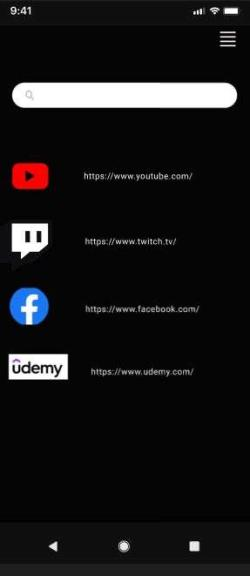 9:41
https://www.youtube.com/
https://www.twitch.tv/
https://www.facebook.com/
udemy
https://www.udemy.com/